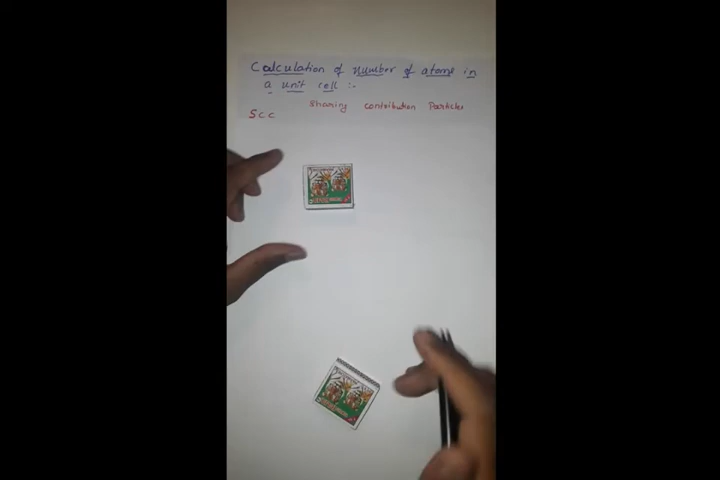 Calculation of number of atoms in
a unit cell :-
Sharing contribution Particles
Scc